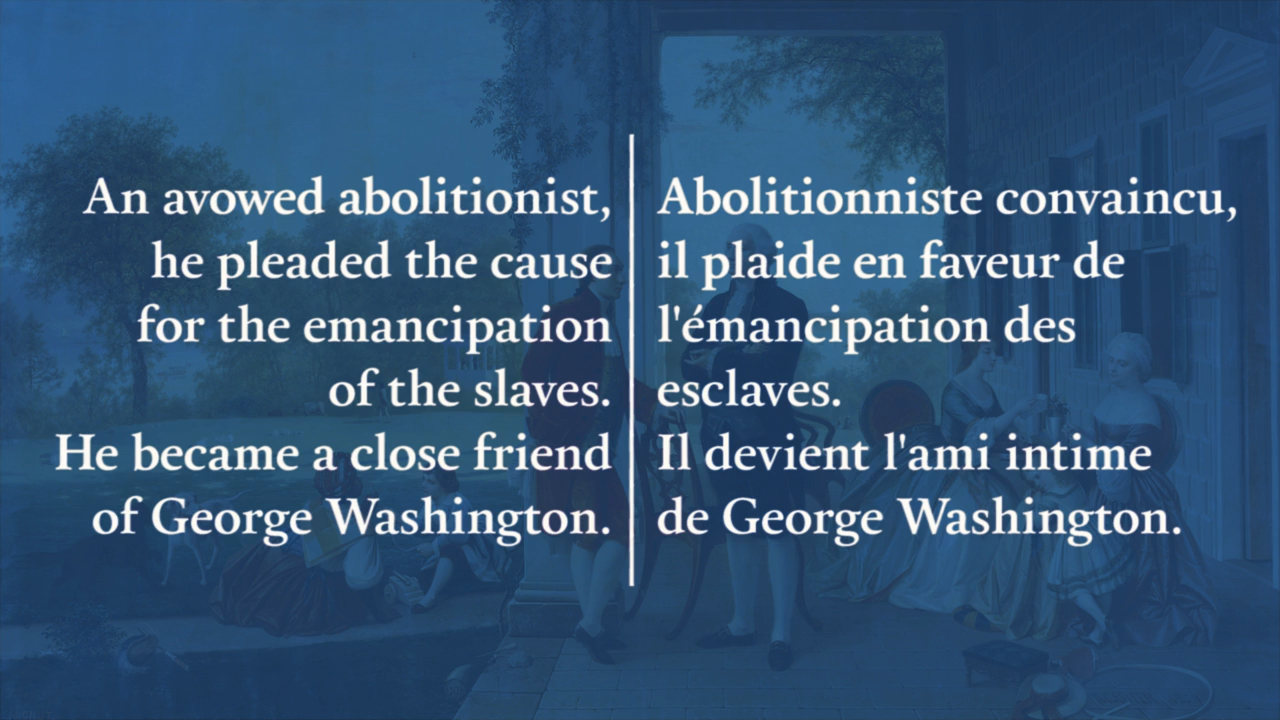 An avowed abolitionist,
he pleaded the cause
for the emancipation
of the slaves.
He became a close friend
of George Washington.
Abolitionniste convaincu,
il plaide en faveur de
l'émancipation des
esclaves.
Il devient l'ami intime
de George Washington.